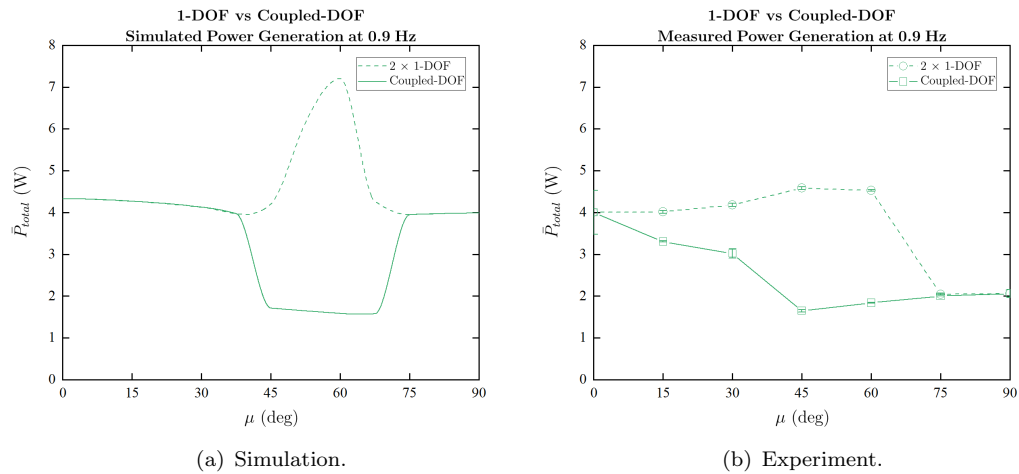 1-DOF vs Coupled-DOF
Simulated Power Generation at 0.9 Hz
8
7
6
5
4
3
2
1
0
P̄_total (W)
2 × 1-DOF
Coupled-DOF
0 15 30 45 60 75 90
μ (deg)
(a) Simulation.
1-DOF vs Coupled-DOF
Measured Power Generation at 0.9 Hz
8
7
6
5
4
3
2
1
0
P̄_total (W)
2 × 1-DOF
Coupled-DOF
0 15 30 45 60 75 90
μ (deg)
(b) Experiment.